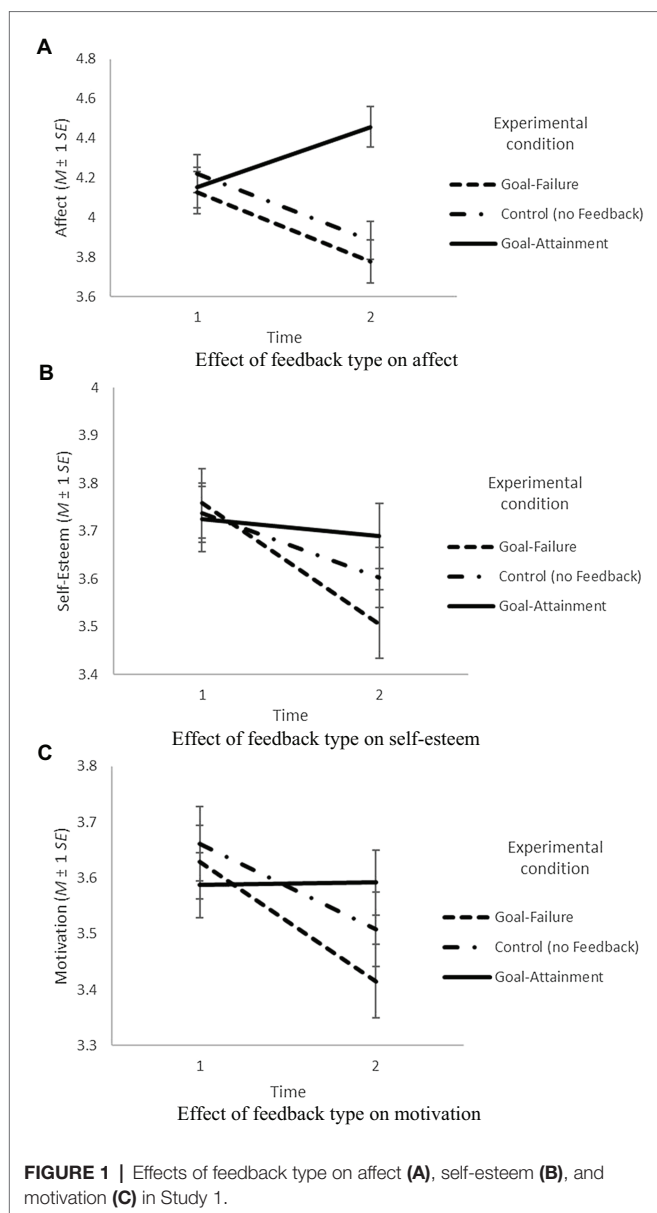 A
4.8
4.6
4.4
4.2
4
3.8
3.6
Affect (M ± 1 SE)
1
2
Time
Experimental
condition
Goal-Failure
Control (no Feedback)
Goal-Attainment
Effect of feedback type on affect
B
4
3.9
3.8
3.7
3.6
3.5
3.4
Self-Esteem (M ± 1 SE)
1
2
Time
Experimental
condition
Goal-Failure
Control (no Feedback)
Goal-Attainment
Effect of feedback type on self-esteem
C
3.8
3.7
3.6
3.5
3.4
3.3
Motivation (M ± 1 SE)
1
2
Time
Experimental
condition
Goal-Failure
Control (no Feedback)
Goal-Attainment
Effect of feedback type on motivation
FIGURE 1 | Effects of feedback type on affect (A), self-esteem (B), and
motivation (C) in Study 1.